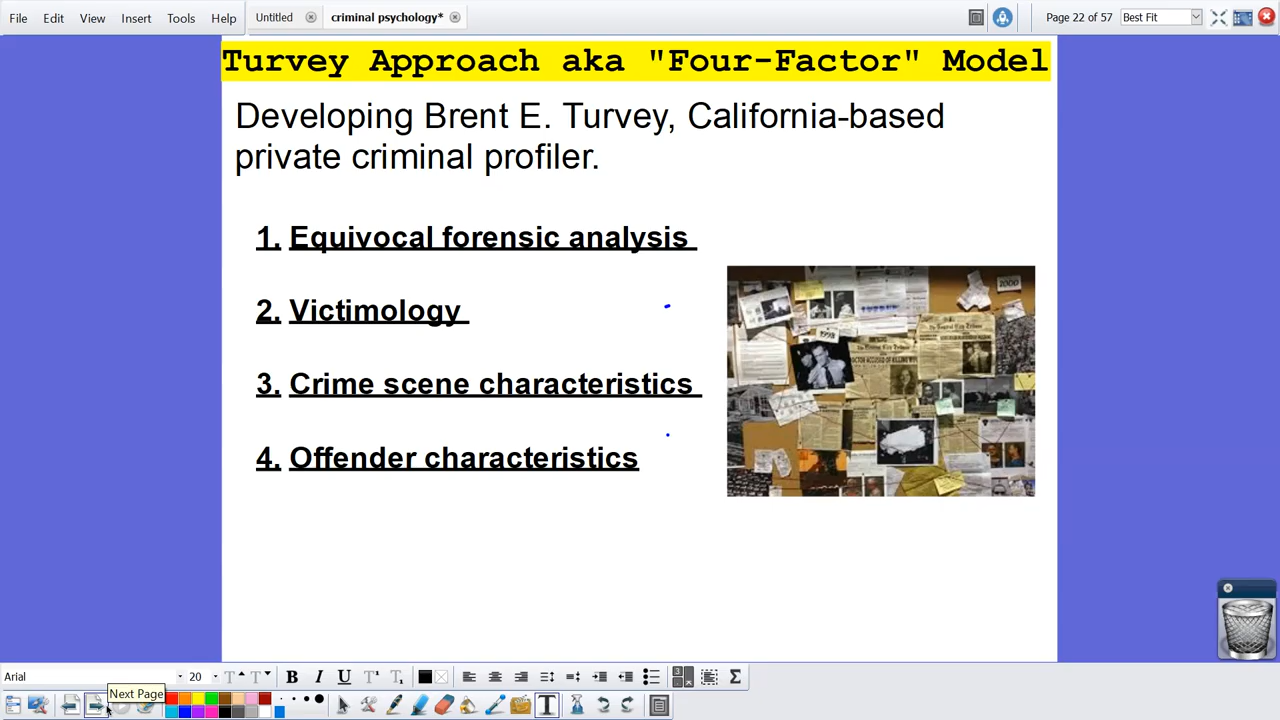 File Edit View Insert Tools Help Untitled criminal psychology* Page 22 of 57 Best Fit
Turvey Approach aka "Four-Factor" Model
Developing Brent E. Turvey, California-based
private criminal profiler.
1. Equivocal forensic analysis
2. Victimology
3. Crime scene characteristics
4. Offender characteristics
Arial 20
Next Page